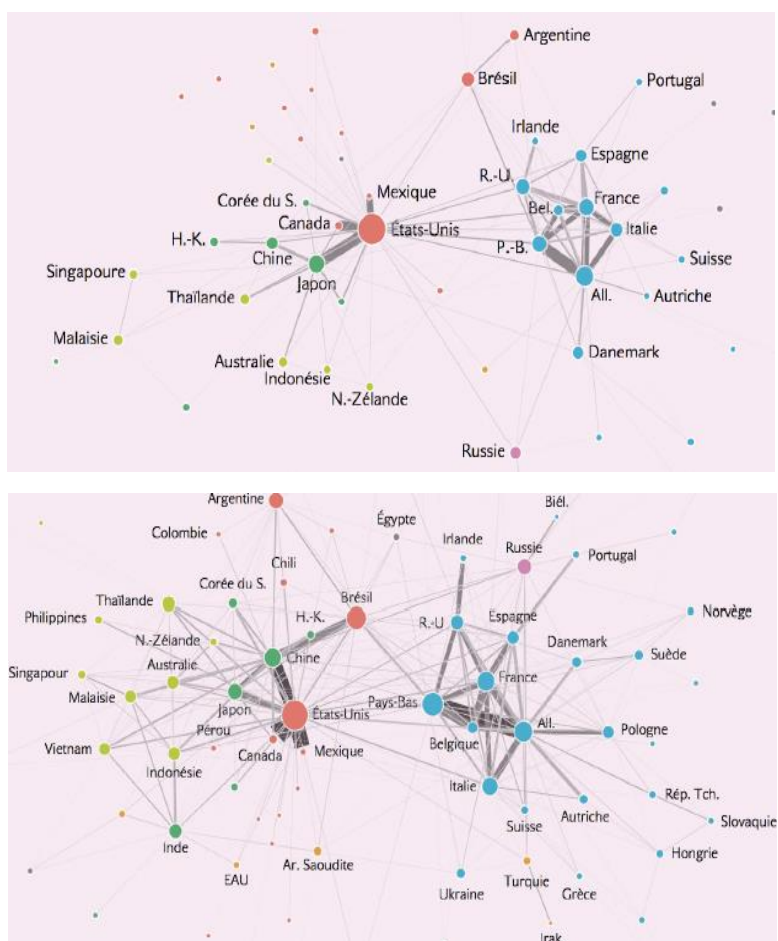 Argentine
Brésil
Portugal
Irlande
Espagne
R.-U.
Mexique
France
Corée du S.
Bel.
Canada
États-Unis
Italie
H.-K.
Chine
P.-B.
Suisse
Singapoure
Japon
All.
Thaïlande
Autriche
Malaisie
Danemark
Australie
Indonésie
N.-Zélande
Russie
Argentine
Biél.
Égypte
Colombie
Irlande
Russie
Portugal
Chili
Corée du S.
Thaïlande
Brésil
H.-K.
Espagne
Norvège
Philippines
R.-U
N.-Zélande
Danemark
Suède
Chine
Australie
Singapour
France
Malaisie
Pays-Bas
Japon
États-Unis
All.
Pologne
Pérou
Belgique
Vietnam
Canada
Mexique
Indonésie
Italie
Rép. Tch.
Suisse
Autriche
Slovaquie
Inde
Hongrie
Ar. Saoudite
EAU
Turquie
Ukraine
Grèce
Irak